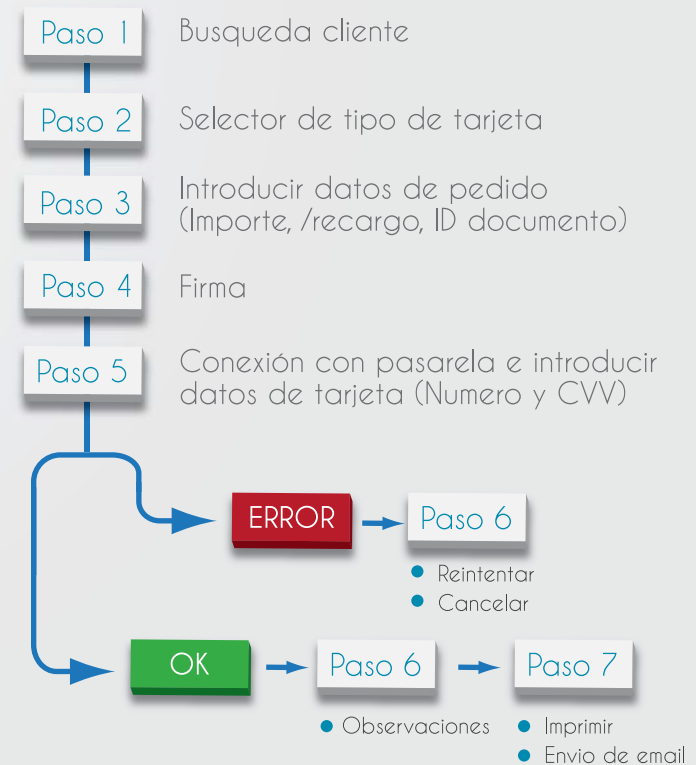 Paso 1
Busqueda cliente
Paso 2
Selector de tipo de tarjeta
Paso 3
Introducir datos de pedido
(Importe, /recargo, ID documento)
Paso 4
Firma
Paso 5
Conexión con pasarela e introducir
datos de tarjeta (Numero y CVV)
ERROR
Paso 6
Reintentar
Cancelar
OK
Paso 6
Paso 7
Observaciones
Imprimir
Envio de email